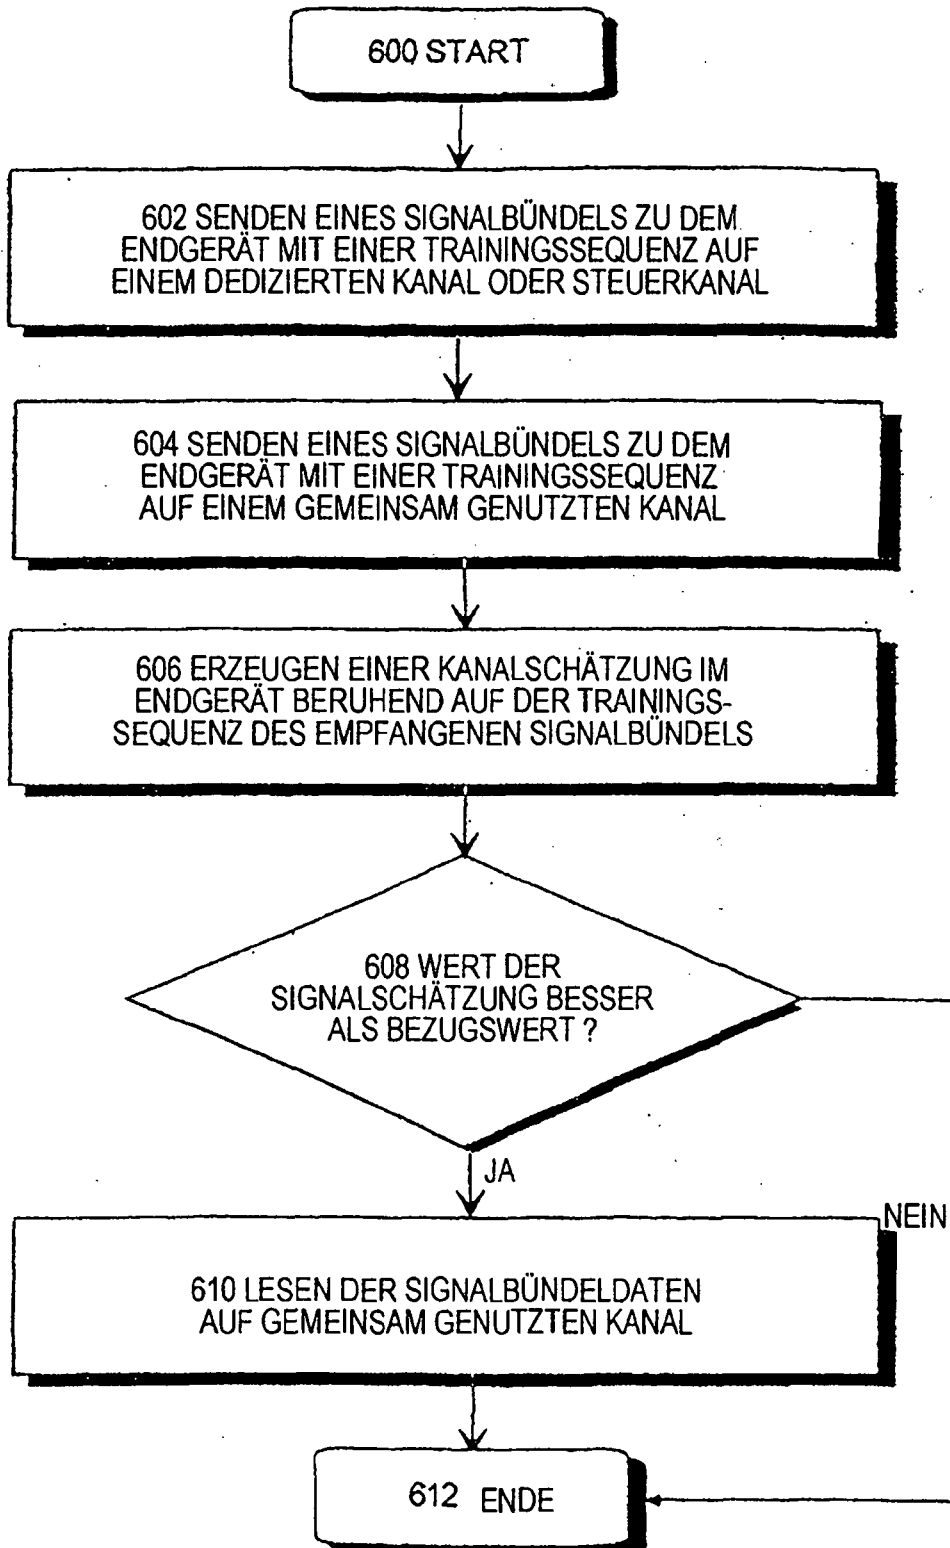 600 START
602 SENDEN EINES SIGNALBÜNDELS ZU DEM
ENDGERÄT MIT EINER TRAININGSSEQUENZ AUF
EINEM DEDIZIERTEN KANAL ODER STEUERKANAL
604 SENDEN EINES SIGNALBÜNDELS ZU DEM
ENDGERÄT MIT EINER TRAININGSSEQUENZ
AUF EINEM GEMEINSAM GENUTZTEN KANAL
606 ERZEUGEN EINER KANALSCHÄTZUNG IM
ENDGERÄT BERUHEND AUF DER TRAININGS-
SEQUENZ DES EMPFANGENEN SIGNALBÜNDELS
608 WERT DER
SIGNALSCHÄTZUNG BESSER
ALS BEZUGSWERT ?
JA
NEIN
610 LESEN DER SIGNALBÜNDELDATEN
AUF GEMEINSAM GENUTZTEN KANAL
612 ENDE